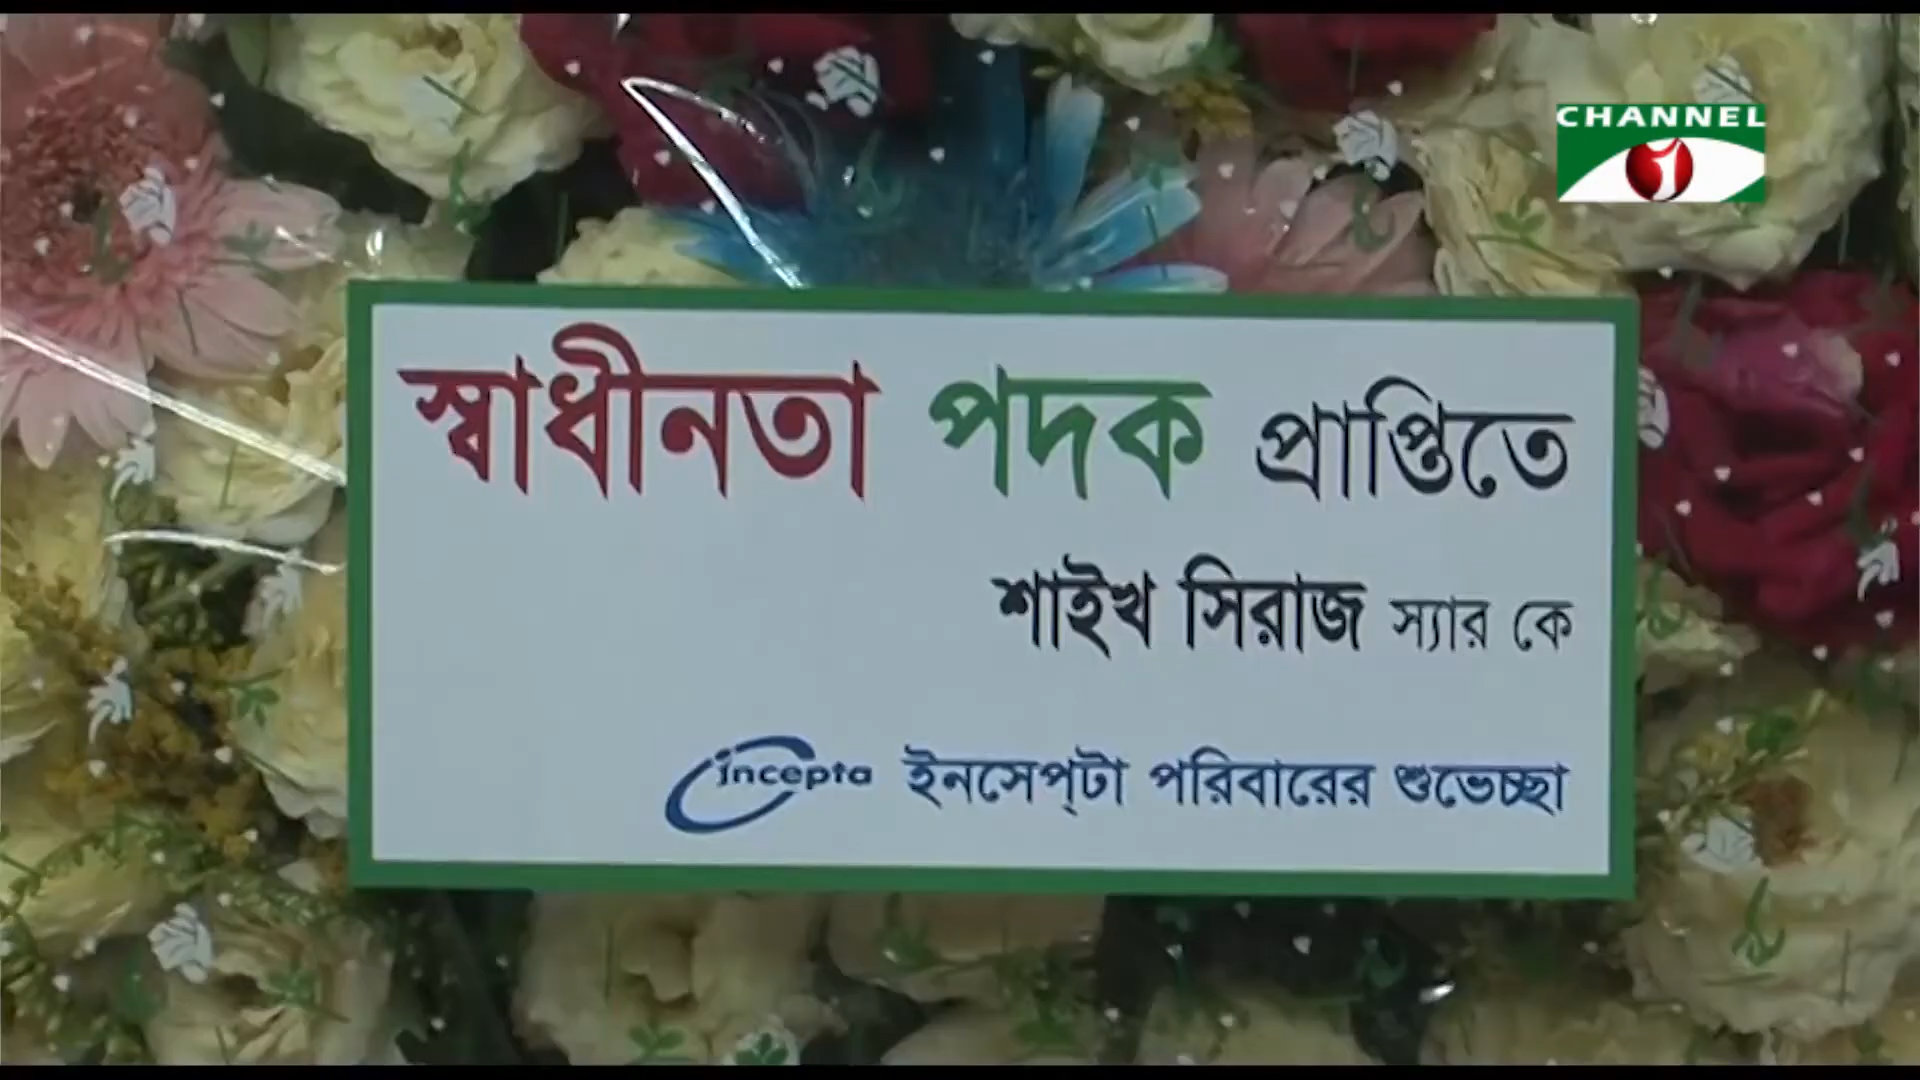 CHANNEL
i
স্বাধীনতা পদক প্রাপ্তিতে
শাইখ সিরাজ স্যার কে
incepta ইনসেপ্‌টা পরিবারের শুভেচ্ছা